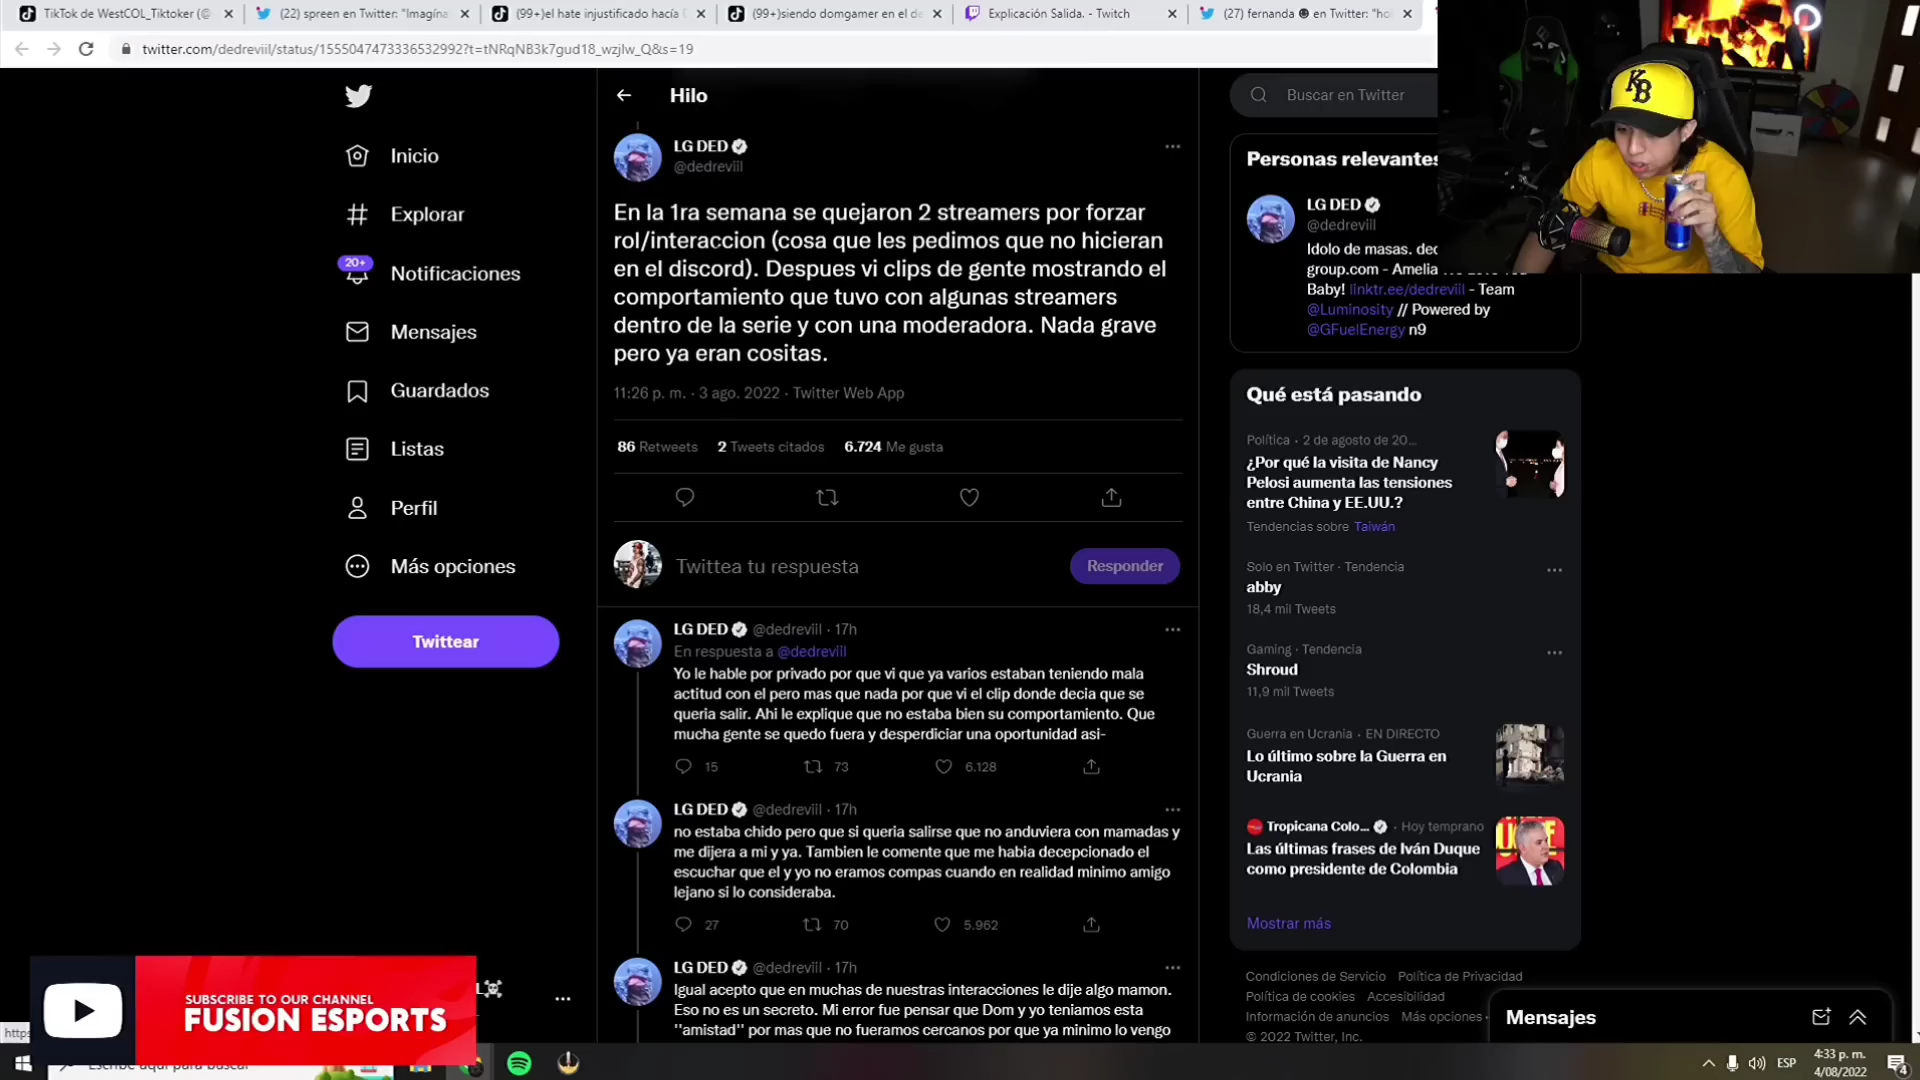 TikTok de WestCOL_Tiktoker (@
(22) spreen en Twitter: "Imagína
(99+)el hate injustificado hacía
(99+)siendo domgamer en el de
Explicación Salida. - Twitch
(27) fernanda en Twitter: "ho
twitter.com/dedreviil/status/1555047473336532992?t=tNRqNB3k7gud18_wzjlw_Q&s=19
Inicio
Explorar
20+
Notificaciones
Mensajes
Guardados
Listas
Perfil
Más opciones
Twittear
Hilo
LG DED
@dedreviil
En la 1ra semana se quejaron 2 streamers por forzar
rol/interaccion (cosa que les pedimos que no hicieran
en el discord). Despues vi clips de gente mostrando el
comportamiento que tuvo con algunas streamers
dentro de la serie y con una moderadora. Nada grave
pero ya eran cositas.
11:26 p. m. · 3 ago. 2022 · Twitter Web App
86 Retweets 2 Tweets citados 6.724 Me gusta
Twittea tu respuesta
Responder
LG DED @dedreviil · 17h
En respuesta a @dedreviil
Yo le hable por privado por que vi que ya varios estaban teniendo mala
actitud con el pero mas que nada por que vi el clip donde decia que se
queria salir. Ahi le explique que no estaba bien su comportamiento. Que
mucha gente se quedo fuera y desperdiciar una oportunidad asi-
15 73 6.128
LG DED @dedreviil · 17h
no estaba chido pero que si queria salirse que no anduviera con mamadas y
me dijera a mi y ya. Tambien le comente que me habia decepcionado el
escuchar que el y yo no eramos compas cuando en realidad minimo amigo
lejano si lo consideraba.
27 70 5.962
LG DED @dedreviil · 17h
Igual acepto que en muchas de nuestras interacciones le dije algo mamon.
Eso no es un secreto. Mi error fue pensar que Dom y yo teniamos esta
"amistad" por mas que no fueramos cercanos por que ya minimo lo vengo
Buscar en Twitter
Personas relevantes
LG DED
@dedreviil
Idolo de masas. dec
group.com - Amelia
Baby! linktr.ee/dedreviil - Team
@Luminosity // Powered by
@GFuelEnergy n9
Qué está pasando
Política · 2 de agosto de 20...
¿Por qué la visita de Nancy
Pelosi aumenta las tensiones
entre China y EE.UU.?
Tendencias sobre Taiwán
Solo en Twitter · Tendencia
abby
18,4 mil Tweets
Gaming · Tendencia
Shroud
11,9 mil Tweets
Guerra en Ucrania · EN DIRECTO
Lo último sobre la Guerra en
Ucrania
Tropicana Colo... · Hoy temprano
Las últimas frases de Iván Duque
como presidente de Colombia
Mostrar más
Condiciones de Servicio Política de Privacidad
Política de cookies Accesibilidad
Información de anuncios Más opciones
© 2022 Twitter, Inc.
Mensajes
KB
SUBSCRIBE TO OUR CHANNEL
FUSION ESPORTS
https
Escribe aquí para buscar
ESP
4:33 p. m.
4/08/2022
4